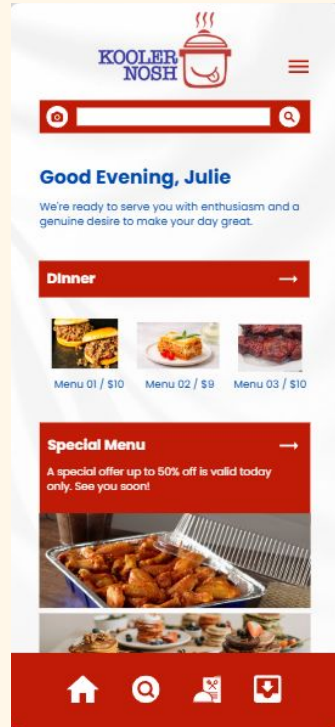 KOOLER
NOSH
Good Evening, Julie
We're ready to serve you with enthusiasm and a
genuine desire to make your day great.
Dinner
Menu 01 / $10
Menu 02 / $9
Menu 03 / $10
Special Menu
A special offer up to 50% off is valid today
only. See you soon!